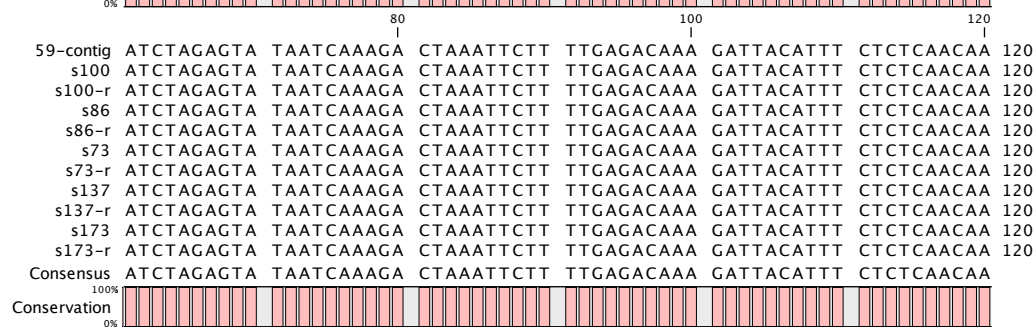 0%
80 100 120
59-contig ATCTAGAGTA TAATCAAAGA CTAAATTCTT TTGAGACAAA GATTACATTT CTCTCAACAA 120
s100 ATCTAGAGTA TAATCAAAGA CTAAATTCTT TTGAGACAAA GATTACATTT CTCTCAACAA 120
s100-r ATCTAGAGTA TAATCAAAGA CTAAATTCTT TTGAGACAAA GATTACATTT CTCTCAACAA 120
s86 ATCTAGAGTA TAATCAAAGA CTAAATTCTT TTGAGACAAA GATTACATTT CTCTCAACAA 120
s86-r ATCTAGAGTA TAATCAAAGA CTAAATTCTT TTGAGACAAA GATTACATTT CTCTCAACAA 120
s73 ATCTAGAGTA TAATCAAAGA CTAAATTCTT TTGAGACAAA GATTACATTT CTCTCAACAA 120
s73-r ATCTAGAGTA TAATCAAAGA CTAAATTCTT TTGAGACAAA GATTACATTT CTCTCAACAA 120
s137 ATCTAGAGTA TAATCAAAGA CTAAATTCTT TTGAGACAAA GATTACATTT CTCTCAACAA 120
s137-r ATCTAGAGTA TAATCAAAGA CTAAATTCTT TTGAGACAAA GATTACATTT CTCTCAACAA 120
s173 ATCTAGAGTA TAATCAAAGA CTAAATTCTT TTGAGACAAA GATTACATTT CTCTCAACAA 120
s173-r ATCTAGAGTA TAATCAAAGA CTAAATTCTT TTGAGACAAA GATTACATTT CTCTCAACAA 120
Consensus ATCTAGAGTA TAATCAAAGA CTAAATTCTT TTGAGACAAA GATTACATTT CTCTCAACAA
100%
Conservation
0%